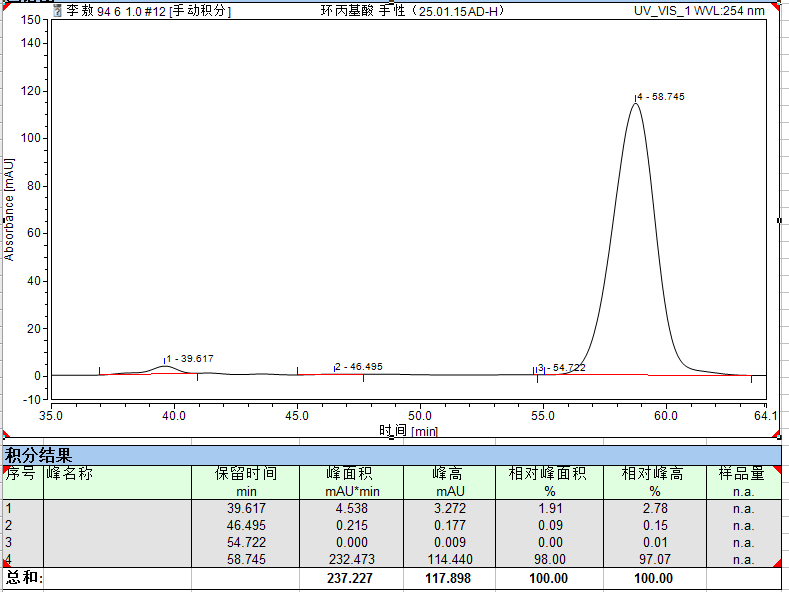 李敖 94 6 1.0 #12 [手动积分] 环丙基酸 手性（25.01.15AD-H） UV_VIS_1 WVL:254 nm
150
140
120
100
80
60
40
20
0
-10
Absorbance [mAU]
1 - 39.617
2 - 46.495
3 - 54.722
4 - 58.745
35.0 40.0 45.0 50.0 55.0 60.0 64.1
时间 [min]
积分结果
序号 峰名称 保留时间 峰面积 峰高 相对峰面积 相对峰高 样品量
min mAU*min mAU % % n.a.
1 39.617 4.538 3.272 1.91 2.78 n.a.
2 46.495 0.215 0.177 0.09 0.15 n.a.
3 54.722 0.000 0.009 0.00 0.01 n.a.
4 58.745 232.473 114.440 98.00 97.07 n.a.
总和: 237.227 117.898 100.00 100.00